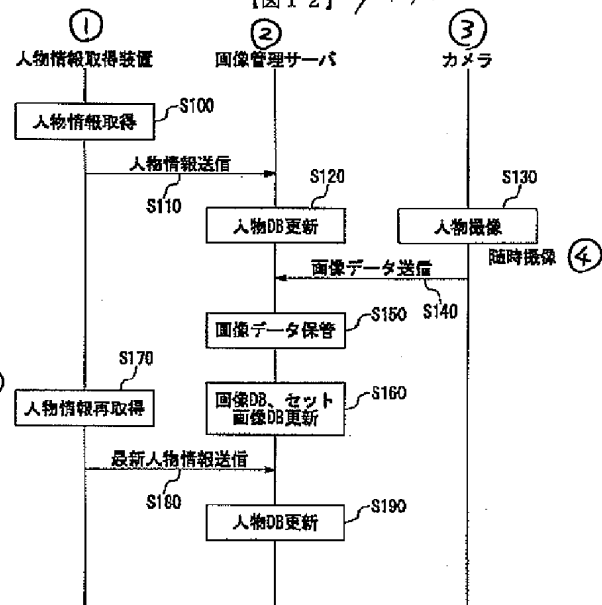 【図12】
① ② ③
人物情報取得装置 画像管理サーバ カメラ
S100
人物情報取得
人物情報送信
S110
S120 S130
人物DB更新 人物撮像
随時撮像 ④
画像データ送信
S140
S150
画像データ保管
S170
人物情報再取得
S160
画像DB、セット
画像DB更新
最新人物情報送信
S180
S190
人物DB更新